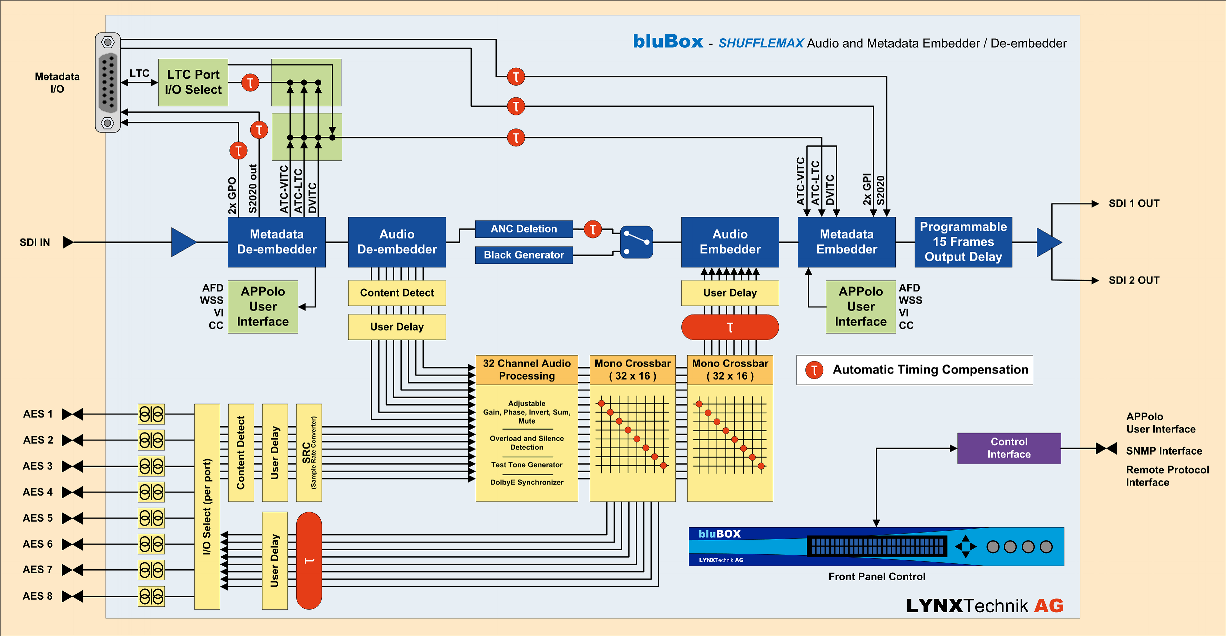 bluBox - SHUFFLEMAX Audio and Metadata Embedder / De-embedder
Metadata
I/O
LTC
LTC Port
I/O Select
τ
τ
τ
τ
τ
τ
2x GPO
S2020 out
ATC-VITC
ATC-LTC
DVITC
ATC-VITC
ATC-LTC
DVITC
2x GPI
S2020
SDI IN
Metadata
De-embedder
Audio
De-embedder
ANC Deletion
τ
Black Generator
Audio
Embedder
Metadata
Embedder
Programmable
15 Frames
Output Delay
SDI 1 OUT
SDI 2 OUT
AFD
WSS
VI
CC
APPolo
User
Interface
Content Detect
User Delay
User Delay
τ
APPolo
User
Interface
AFD
WSS
VI
CC
32 Channel Audio
Processing
Adjustable
Gain, Phase, Invert, Sum,
Mute
Overload and Silence
Detection
Test Tone Generator
DolbyE Synchronizer
Mono Crossbar
( 32 x 16 )
Mono Crossbar
( 32 x 16 )
τ Automatic Timing Compensation
AES 1
AES 2
AES 3
AES 4
AES 5
AES 6
AES 7
AES 8
I/O Select (per port)
Content Detect
User Delay
SRC
(Sample Rate Converter)
User Delay
τ
Control
Interface
APPolo
User Interface
SNMP Interface
Remote Protocol
Interface
bluBOX
LYNXTechnik AG
Front Panel Control
LYNXTechnik AG